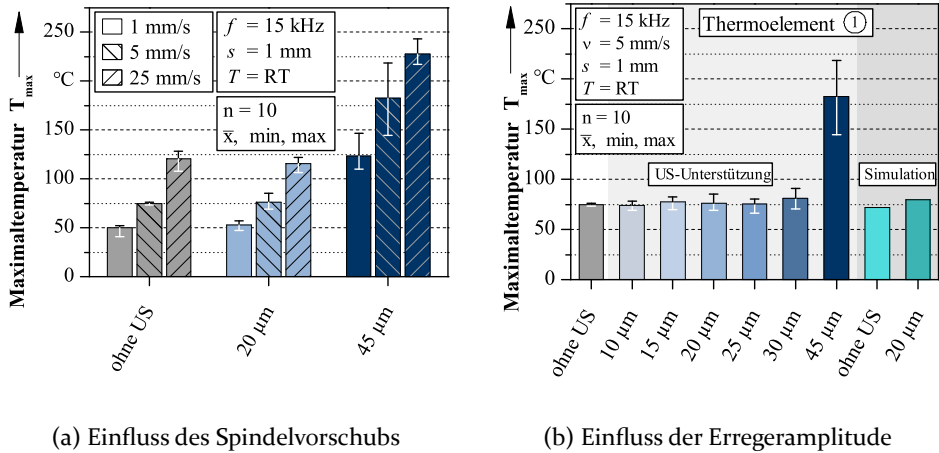 Maximaltemperatur T_max
250
°C
150
100
50
0
1 mm/s
5 mm/s
25 mm/s
f = 15 kHz
s = 1 mm
T = RT
n = 10
x̅, min, max
ohne US
20 µm
45 µm
(a) Einfluss des Spindelvorschubs
Maximaltemperatur T_max
250
°C
150
100
50
0
f = 15 kHz
v = 5 mm/s
s = 1 mm
T = RT
n = 10
x̅, min, max
Thermoelement 1
US-Unterstützung
Simulation
ohne US
10 µm
15 µm
20 µm
25 µm
30 µm
45 µm
ohne US
20 µm
(b) Einfluss der Erregeramplitude